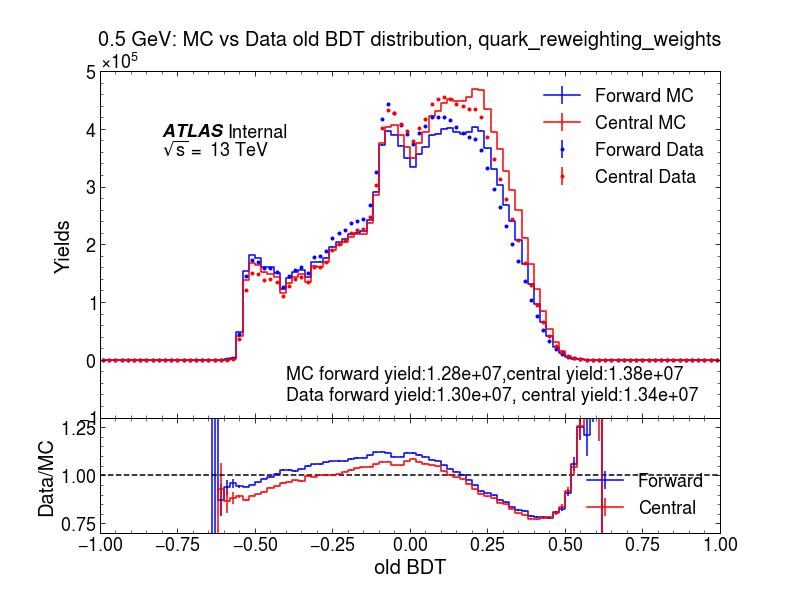 0.5 GeV: MC vs Data old BDT distribution, quark_reweighting_weights
×10⁵
5
4
3
2
1
0
−1
Yields
ATLAS Internal
√s = 13 TeV
Forward MC
Central MC
Forward Data
Central Data
MC forward yield:1.28e+07,central yield:1.38e+07
Data forward yield:1.30e+07, central yield:1.34e+07
1.25
1.00
0.75
Data/MC
Forward
Central
−1.00 −0.75 −0.50 −0.25 0.00 0.25 0.50 0.75 1.00
old BDT